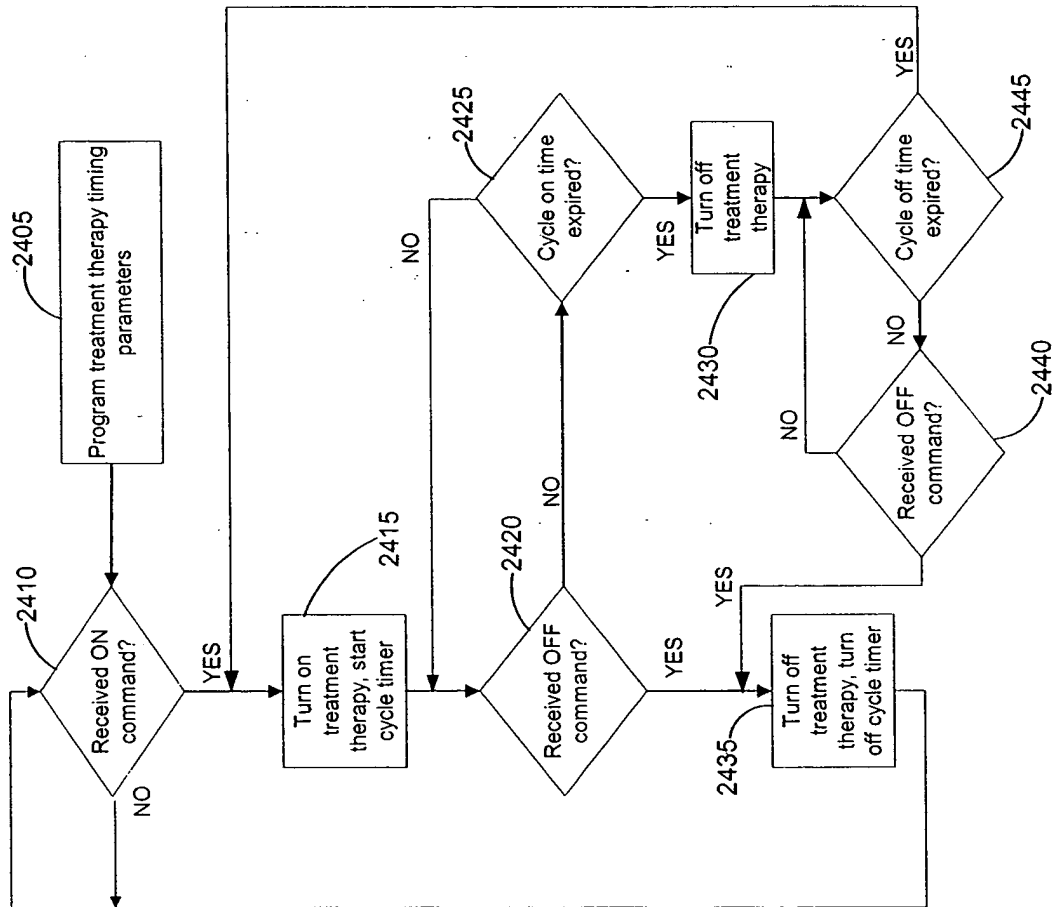 2405
Program treatment therapy timing
parameters
2410
Received ON
command?
NO
YES
2415
Turn on
treatment
therapy, start
cycle timer
2420
Received OFF
command?
NO
YES
2425
Cycle on time
expired?
NO
YES
2430
Turn off
treatment
therapy
2445
Cycle off time
expired?
YES
NO
2440
Received OFF
command?
NO
YES
2435
Turn off
treatment
therapy, turn
off cycle timer